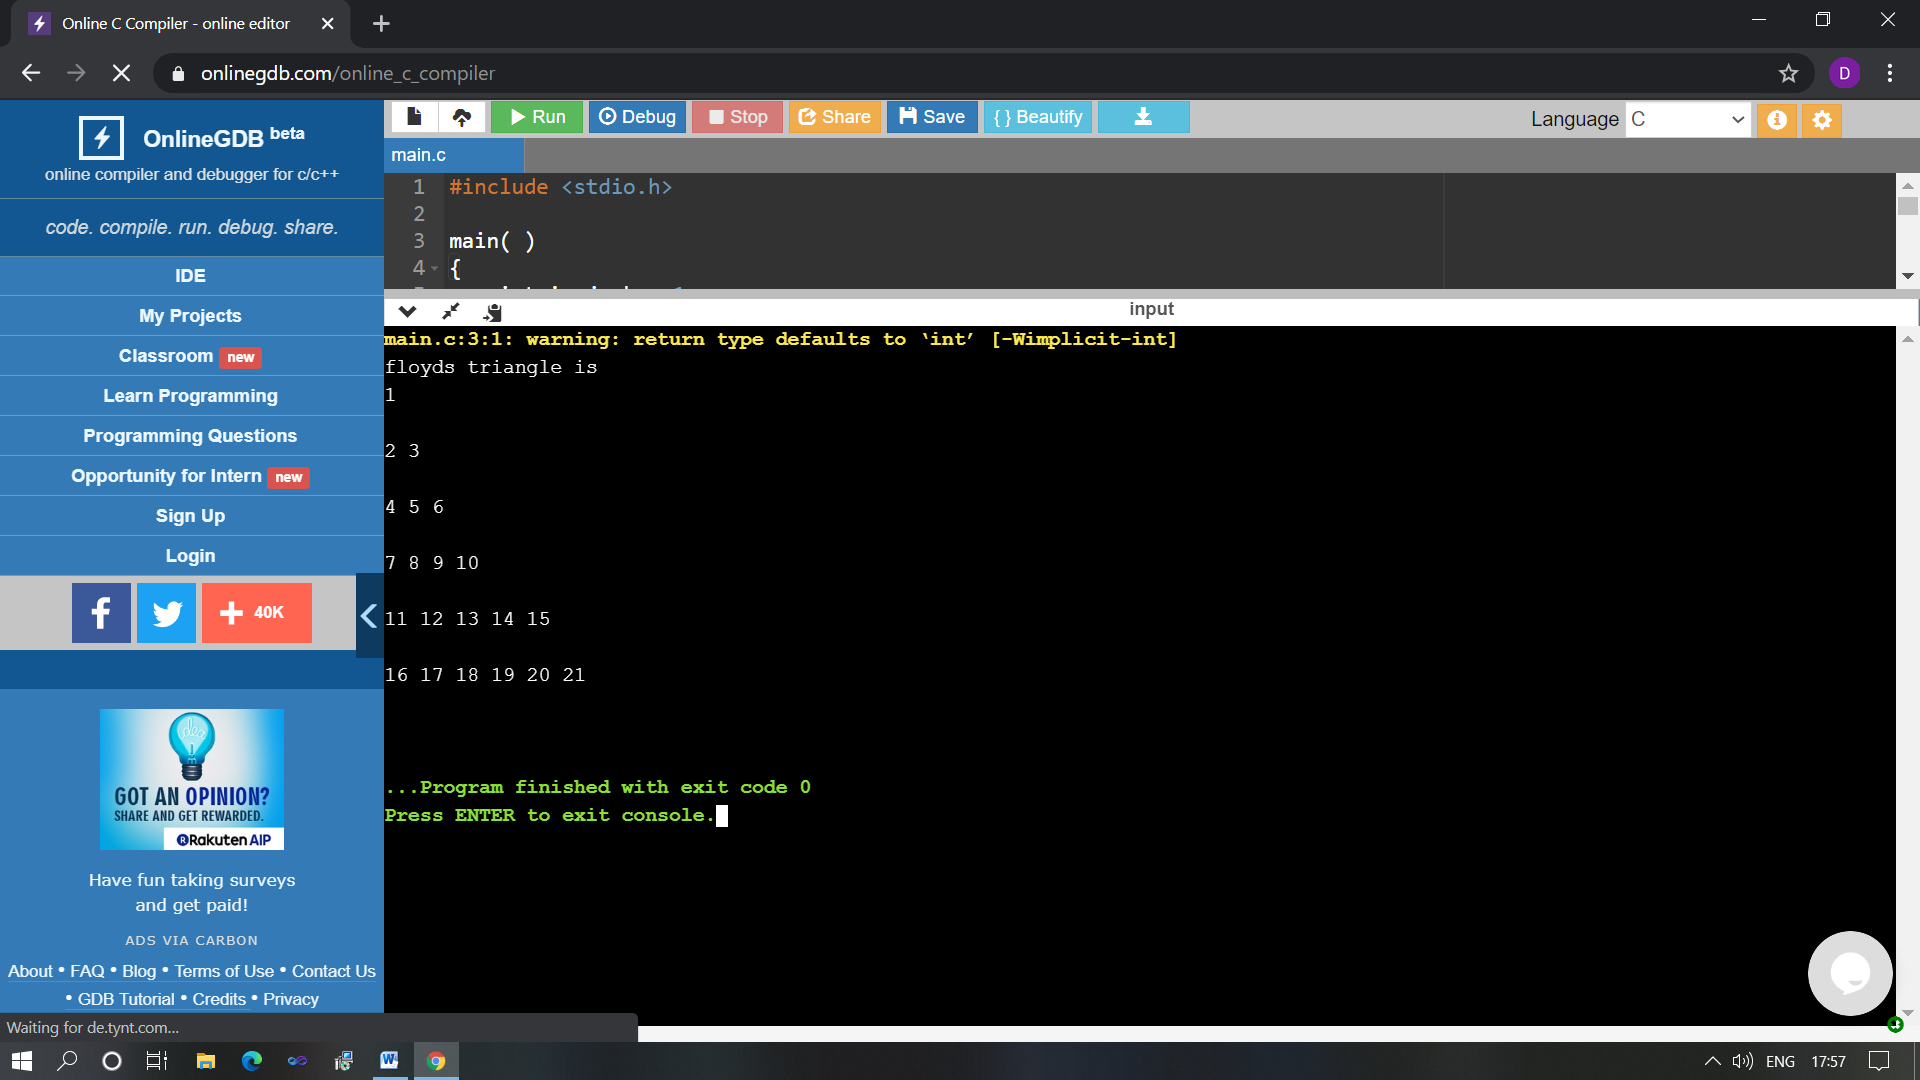 Online C Compiler - online editor
onlinegdb.com/online_c_compiler
D
OnlineGDB beta
online compiler and debugger for c/c++
code. compile. run. debug. share.
IDE
My Projects
Classroom new
Learn Programming
Programming Questions
Opportunity for Intern new
Sign Up
Login
40K
idea
GOT AN OPINION?
SHARE AND GET REWARDED.
Rakuten AIP
Have fun taking surveys
and get paid!
ADS VIA CARBON
About • FAQ • Blog • Terms of Use • Contact Us
• GDB Tutorial • Credits • Privacy
Waiting for de.tynt.com...
Run Debug Stop Share Save { } Beautify
Language C
main.c
1 #include <stdio.h>
2
3 main( )
4 {
input
main.c:3:1: warning: return type defaults to ‘int’ [-Wimplicit-int]
floyds triangle is
1
2 3
4 5 6
7 8 9 10
11 12 13 14 15
16 17 18 19 20 21
...Program finished with exit code 0
Press ENTER to exit console.
ENG 17:57